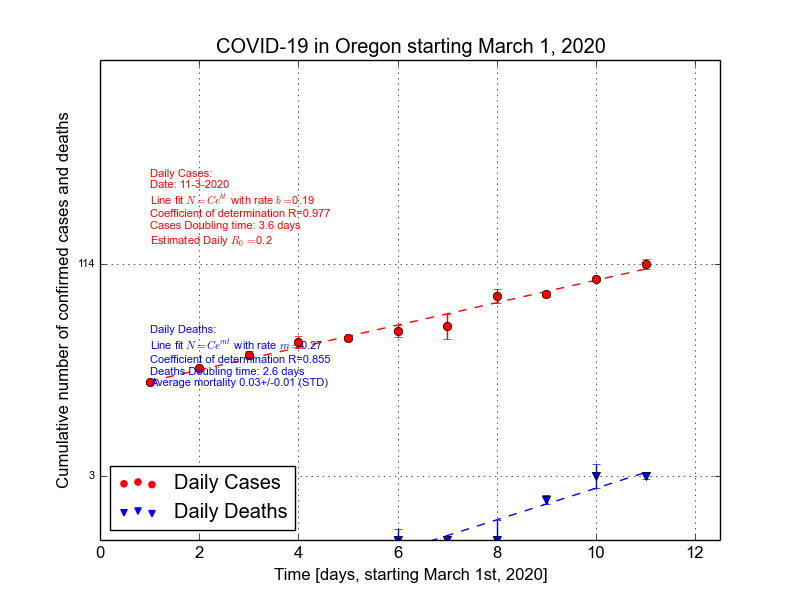 COVID-19 in Oregon starting March 1, 2020
Cumulative number of confirmed cases and deaths
Daily Cases:
Date: 11-3-2020
Line fit N=Ce^{bt} with rate b=0.19
Coefficient of determination R=0.977
Cases Doubling time: 3.6 days
Estimated Daily R_0=0.2
114
Daily Deaths:
Line fit N=Ce^{mt} with rate m=0.27
Coefficient of determination R=0.855
Deaths Doubling time: 2.6 days
Average mortality 0.03+/-0.01 (STD)
3
Daily Cases
Daily Deaths
0 2 4 6 8 10 12
Time [days, starting March 1st, 2020]